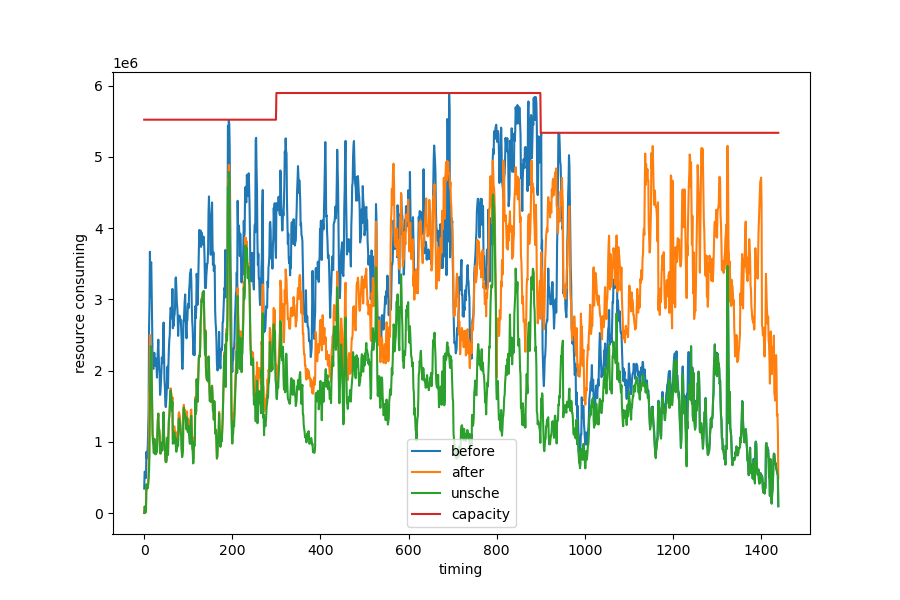 1e6
6
5
4
3
2
1
0
resource consuming
before
after
unsche
capacity
0 200 400 600 800 1000 1200 1400
timing